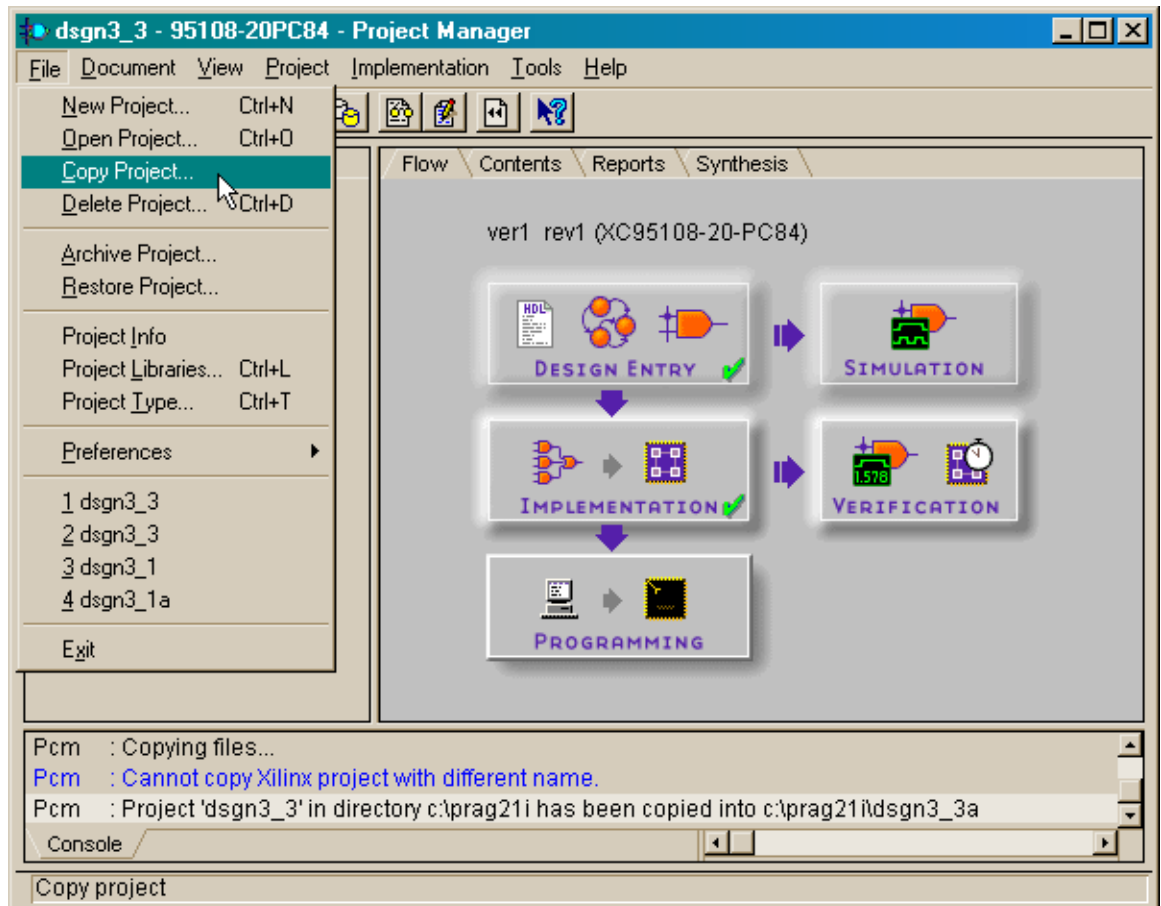 dsgn3_3 - 95108-20PC84 - Project Manager
File Document View Project Implementation Tools Help
New Project... Ctrl+N
Open Project... Ctrl+O
Copy Project...
Delete Project... Ctrl+D
Archive Project...
Restore Project...
Project Info
Project Libraries... Ctrl+L
Project Type... Ctrl+T
Preferences
1 dsgn3_3
2 dsgn3_3
3 dsgn3_1
4 dsgn3_1a
Exit
Flow Contents Reports Synthesis
ver1 rev1 (XC95108-20-PC84)
HDL
DESIGN ENTRY
SIMULATION
1.578
IMPLEMENTATION
VERIFICATION
PROGRAMMING
Pcm : Copying files...
Pcm : Cannot copy Xilinx project with different name.
Pcm : Project 'dsgn3_3' in directory c:\prag21i has been copied into c:\prag21i\dsgn3_3a
Console
Copy project